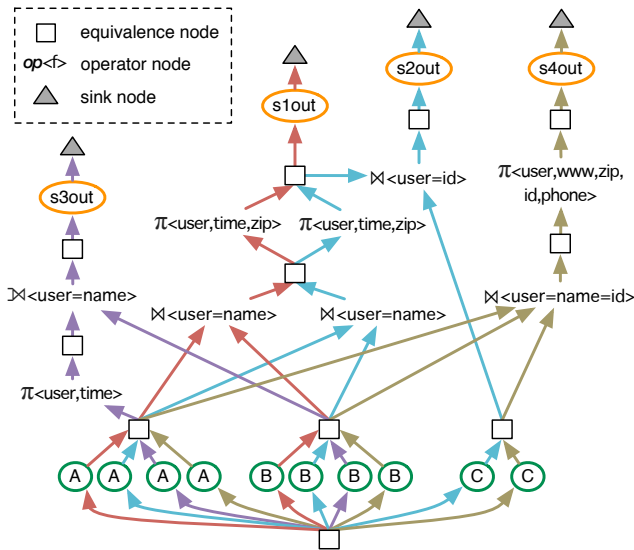 equivalence node
op<f> operator node
sink node
s2out
s4out
s1out
s3out
⋈<user=id>
π<user,www,zip,
id,phone>
π<user,time,zip> π<user,time,zip>
⟕<user=name>
⋈<user=name> ⋈<user=name>
⋈<user=name=id>
π<user,time>
A A A A B B B B C C